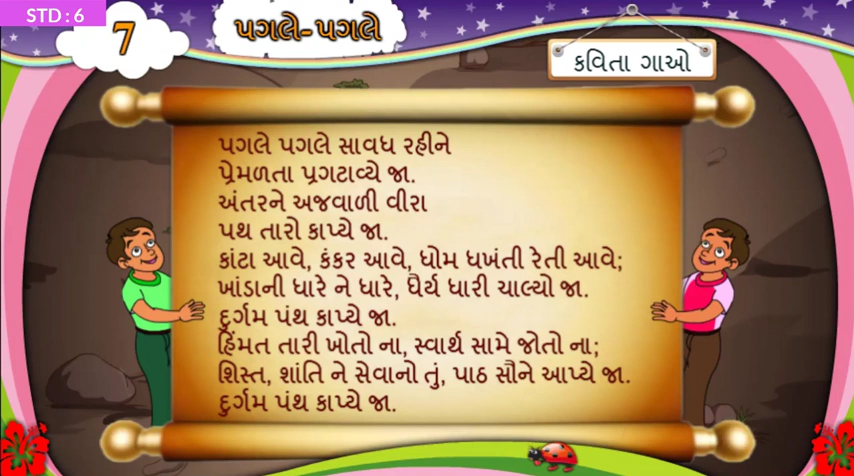 STD : 6
7
પગલે-પગલે
કવિતા ગાઓ
પગલે પગલે સાવધ રહીને
પ્રેમળતા પ્રગટાવ્યે જા.
અંતરને અજવાળી વીરા
પથ તારો કાપ્યે જા.
કાંટા આવે, કંકર આવે, ધોમ ધખંતી રેતી આવે;
ખાંડાની ધારે ને ધારે, ધૈર્ય ધારી ચાલ્યો જા.
દુર્ગમ પંથ કાપ્યે જા.
હિંમત તારી ખોતો ના, સ્વાર્થ સામે જોતો ના;
શિસ્ત, શાંતિ ને સેવાનો તું, પાઠ સૌને આપ્યે જા.
દુર્ગમ પંથ કાપ્યે જા.